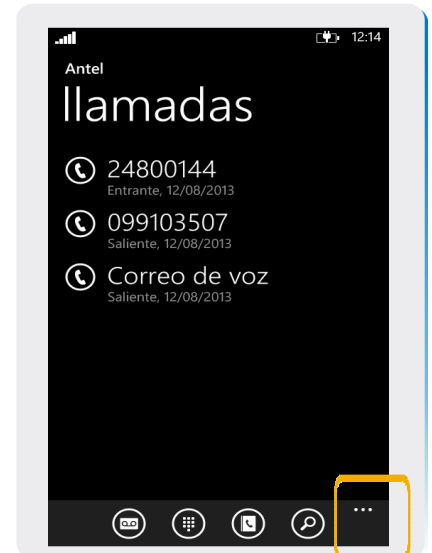 12:14
Antel
llamadas
24800144
Entrante, 12/08/2013
099103507
Saliente, 12/08/2013
Correo de voz
Saliente, 12/08/2013
...